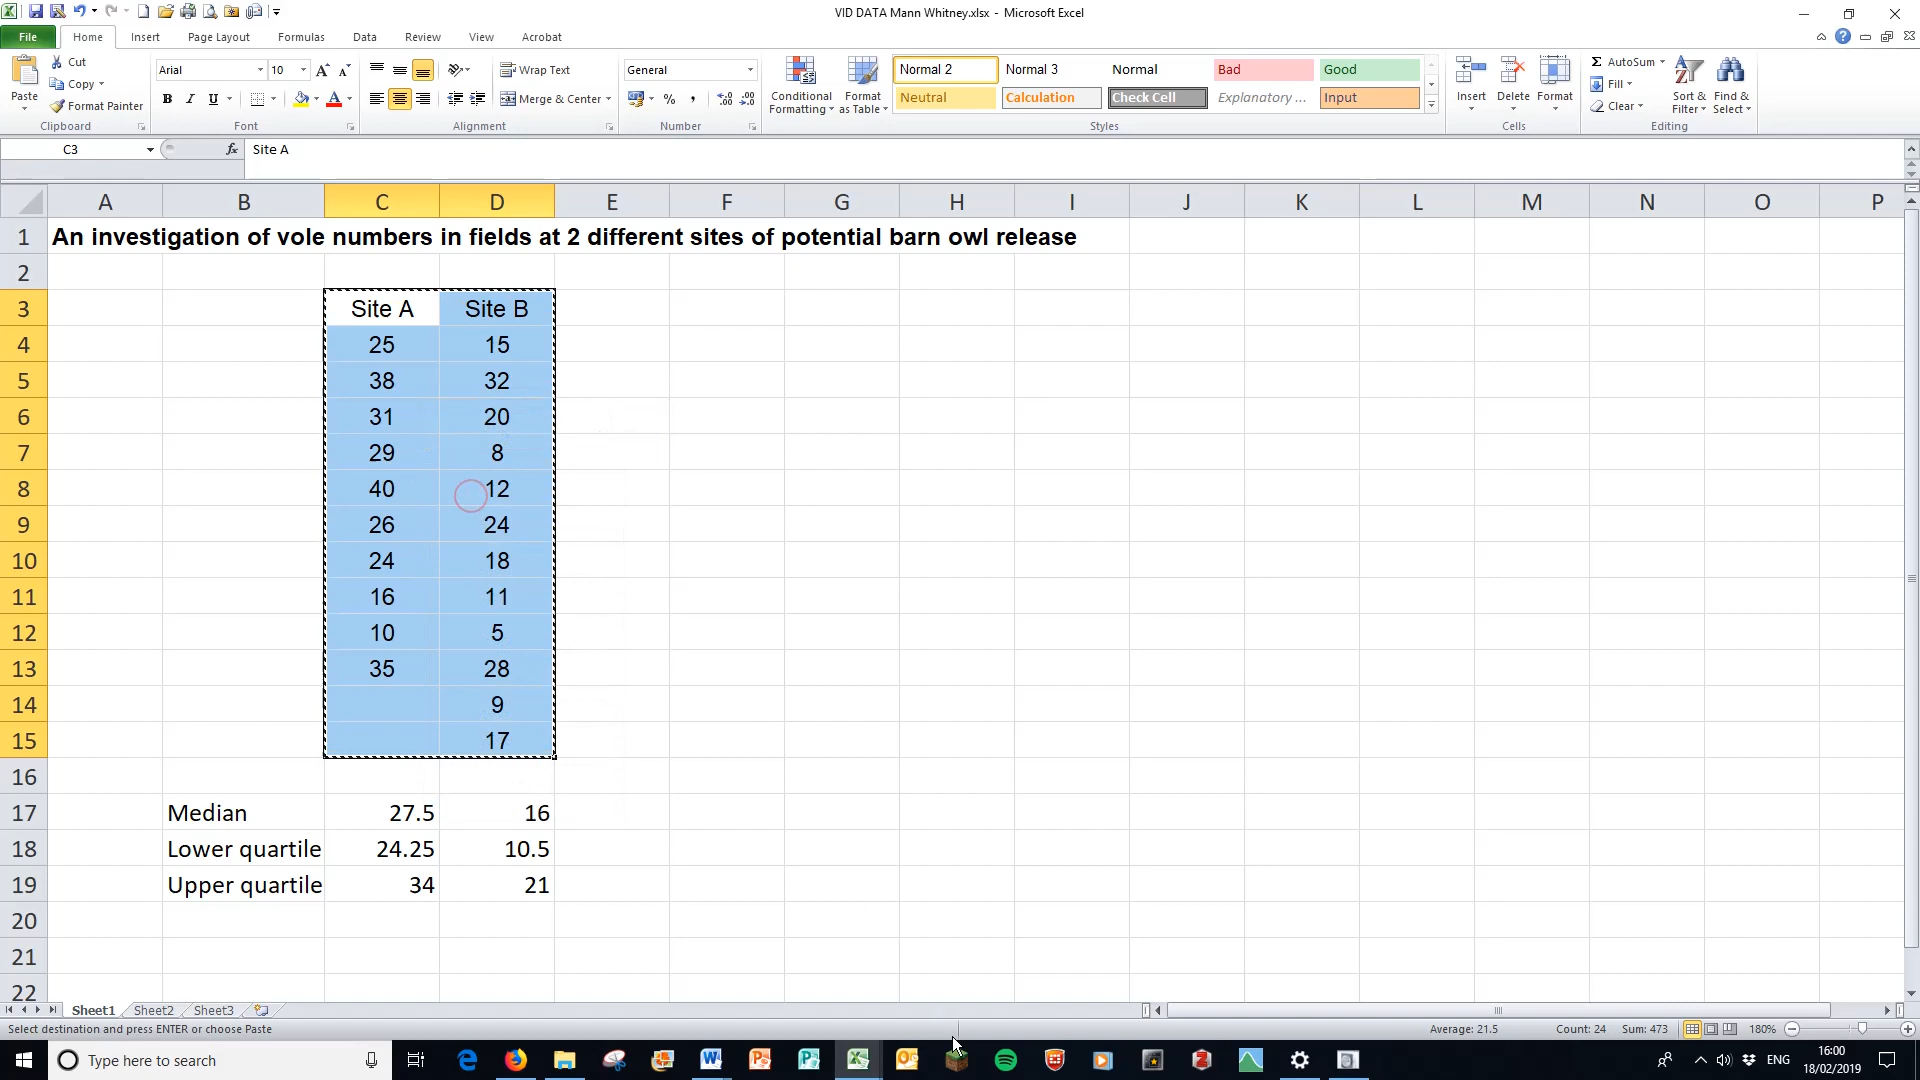 VID DATA Mann Whitney.xlsx - Microsoft Excel
File Home Insert Page Layout Formulas Data Review View Acrobat
Paste
Cut
Copy
Format Painter
Clipboard
Arial 10
B I U
Font
Wrap Text
Merge & Center
Alignment
General
%
Number
Conditional Formatting
Format as Table
Normal 2 Normal 3 Normal Bad Good
Neutral Calculation Check Cell Explanatory ... Input
Styles
Insert Delete Format
Cells
Σ AutoSum
Fill
Clear
Sort & Filter
Find & Select
Editing
C3 fx Site A
A B C D E F G H I J K L M N O P
1 An investigation of vole numbers in fields at 2 different sites of potential barn owl release
2
3 Site A Site B
4 25 15
5 38 32
6 31 20
7 29 8
8 40 12
9 26 24
10 24 18
11 16 11
12 10 5
13 35 28
14 9
15 17
16
17 Median 27.5 16
18 Lower quartile 24.25 10.5
19 Upper quartile 34 21
20
21
22
Sheet1 Sheet2 Sheet3
Select destination and press ENTER or choose Paste Average: 21.5 Count: 24 Sum: 473 180%
Type here to search ENG 16:00
18/02/2019